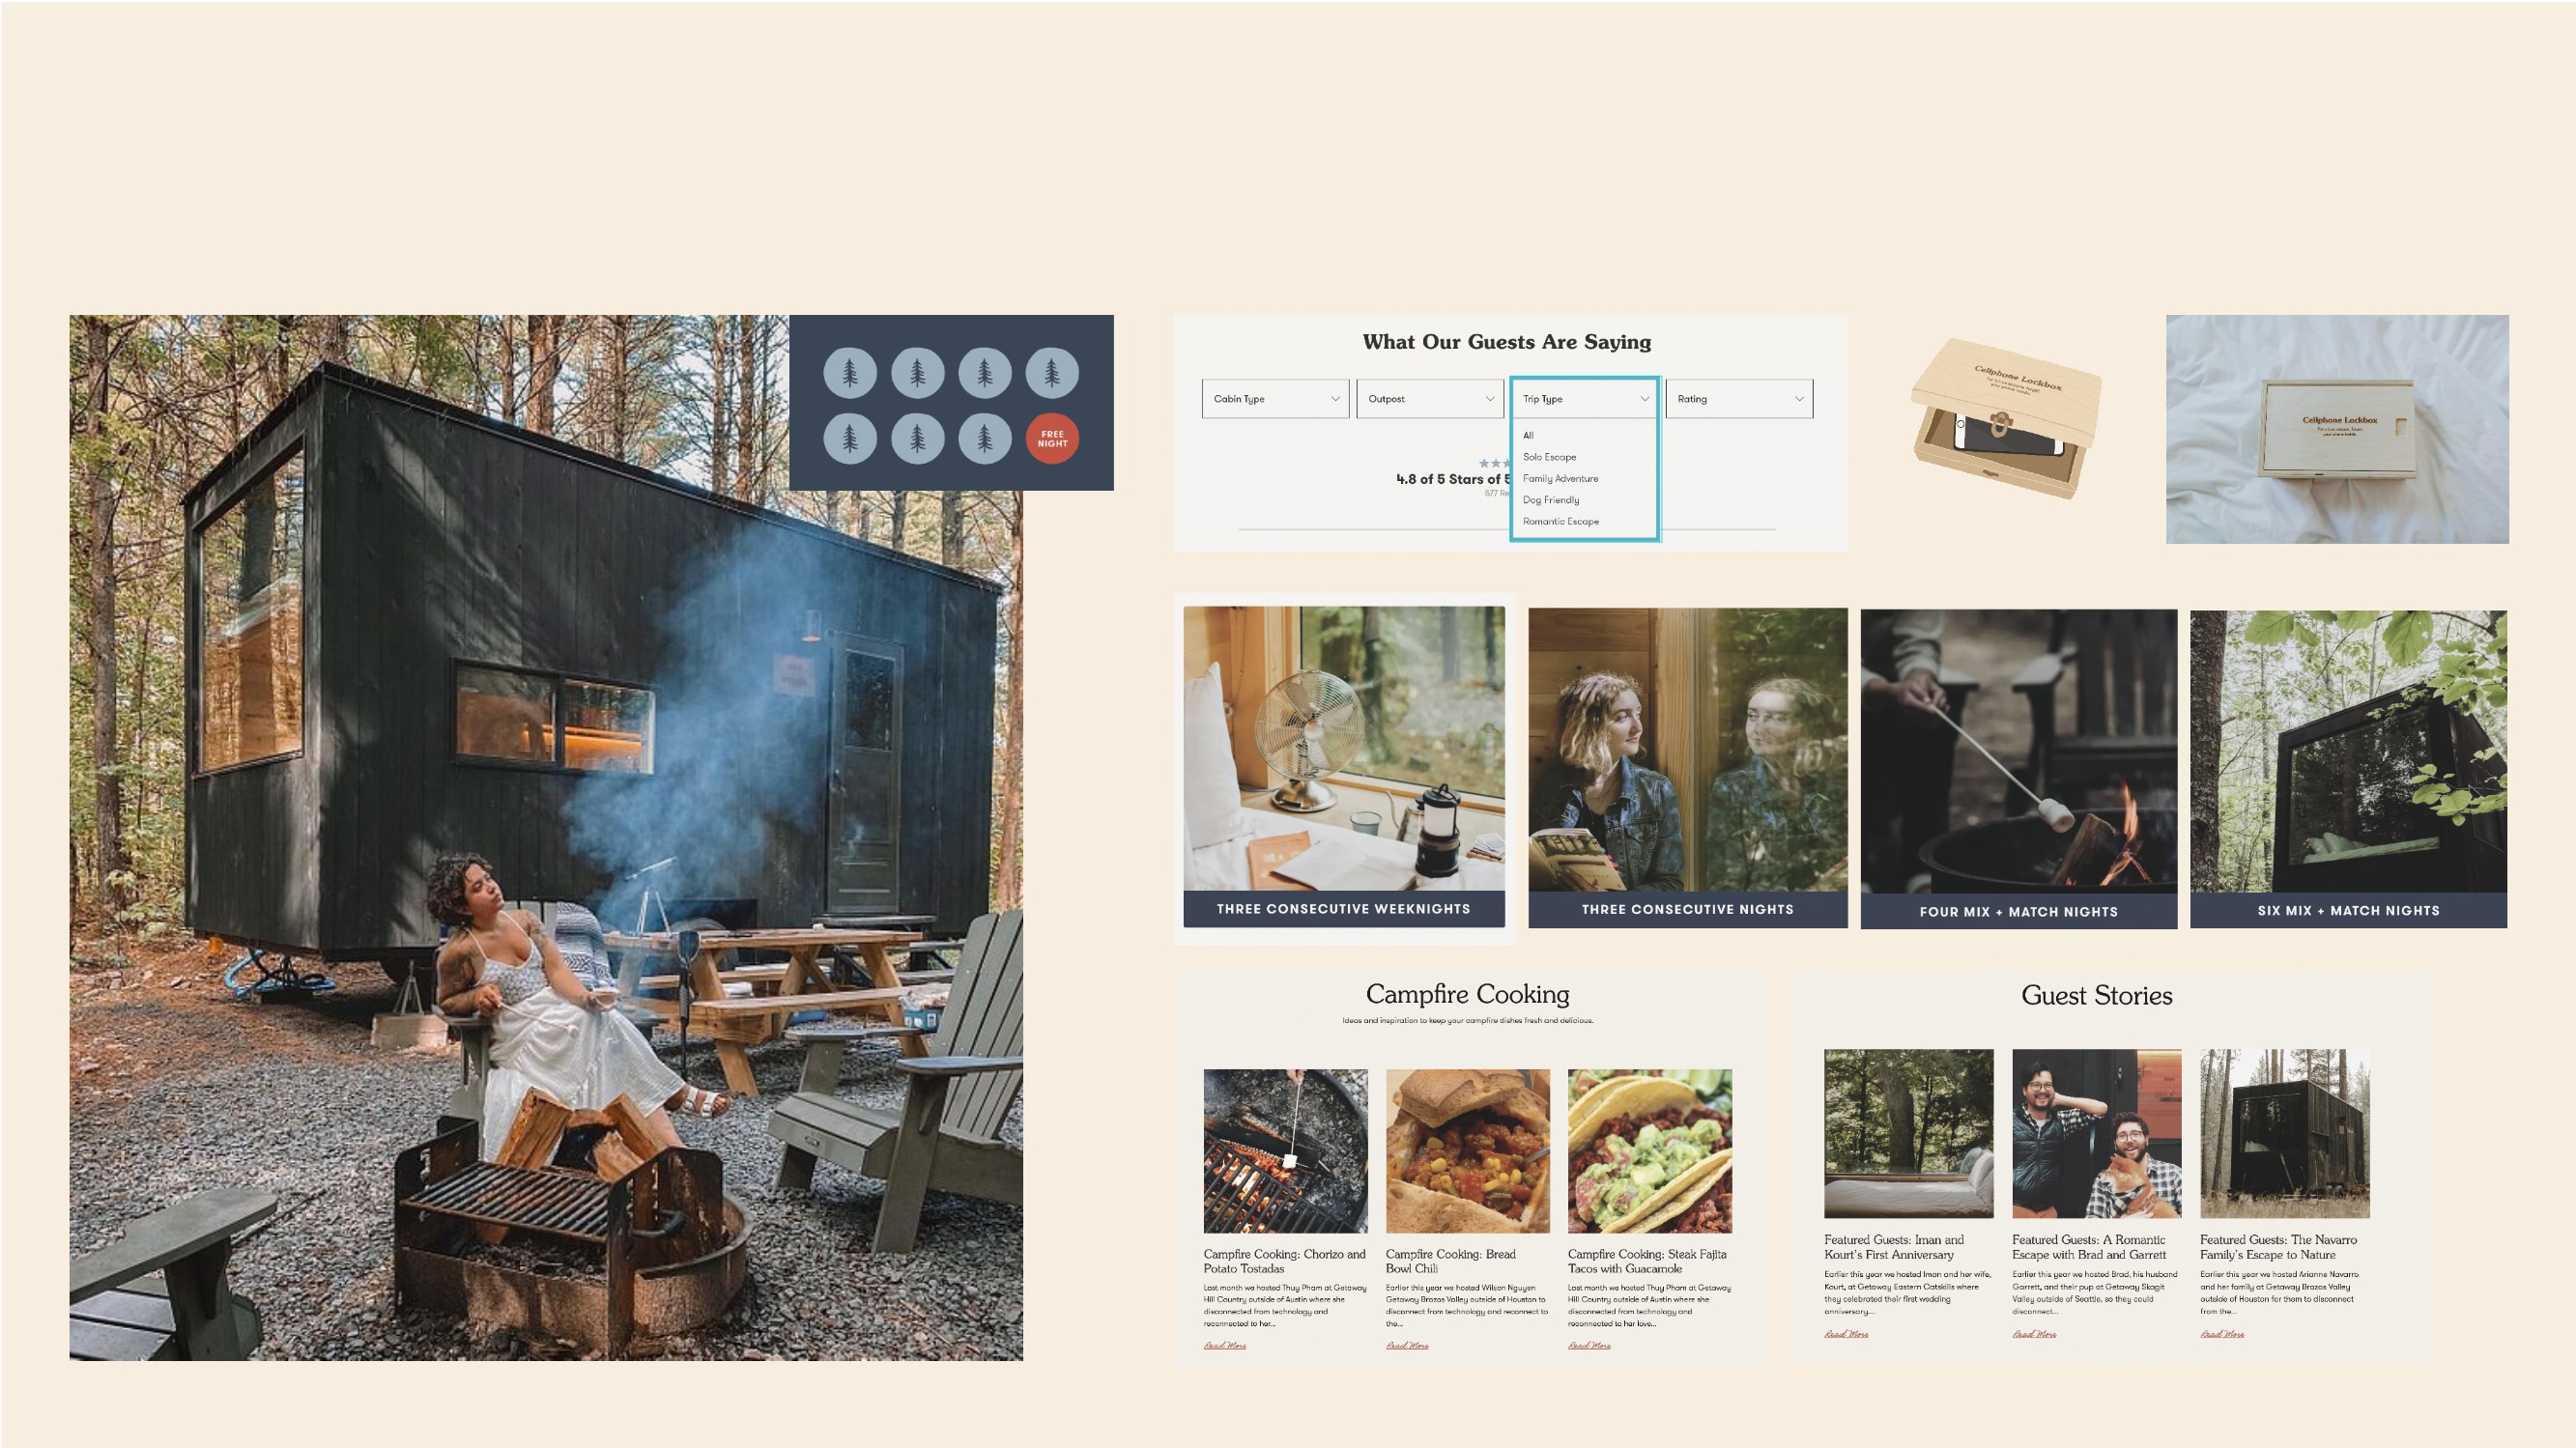 FREE
NIGHT
What Our Guests Are Saying
Cabin Type
Outpost
Trip Type
Rating
All
Solo Escape
Family Adventure
Dog Friendly
Romantic Escape
4.8 of 5 Stars of 5
577 Re
Cellphone Lockbox
Cellphone Lockbox
THREE CONSECUTIVE WEEKNIGHTS
THREE CONSECUTIVE NIGHTS
FOUR MIX + MATCH NIGHTS
SIX MIX + MATCH NIGHTS
Campfire Cooking
Ideas and inspiration to keep your campfire dishes fresh and delicious.
Campfire Cooking: Chorizo and
Potato Tostadas
Last month we hosted Thuy Pham at Getaway
Hill Country outside of Austin where she
disconnected from technology and
reconnected to her...
Read More
Campfire Cooking: Bread
Bowl Chili
Earlier this year we hosted Wilson Nguyen
Getaway Brazos Valley outside of Houston to
disconnect from technology and reconnect to
the...
Read More
Campfire Cooking: Steak Fajita
Tacos with Guacamole
Last month we hosted Thuy Pham at Getaway
Hill Country outside of Austin where she
disconnected from technology and
reconnected to her love...
Read More
Guest Stories
Featured Guests: Iman and
Kourt's First Anniversary
Earlier this year we hosted Iman and her wife,
Kourt, at Getaway Eastern Catskills where
they celebrated their first wedding
anniversary...
Read More
Featured Guests: A Romantic
Escape with Brad and Garrett
Earlier this year we hosted Brad, his husband
Garrett, and their pup at Getaway Skagit
Valley outside of Seattle, so they could
disconnect...
Read More
Featured Guests: The Navarro
Family's Escape to Nature
Earlier this year we hosted Arianne Navarro
and her family at Getaway Brazos Valley
outside of Houston for them to disconnect
from the...
Read More